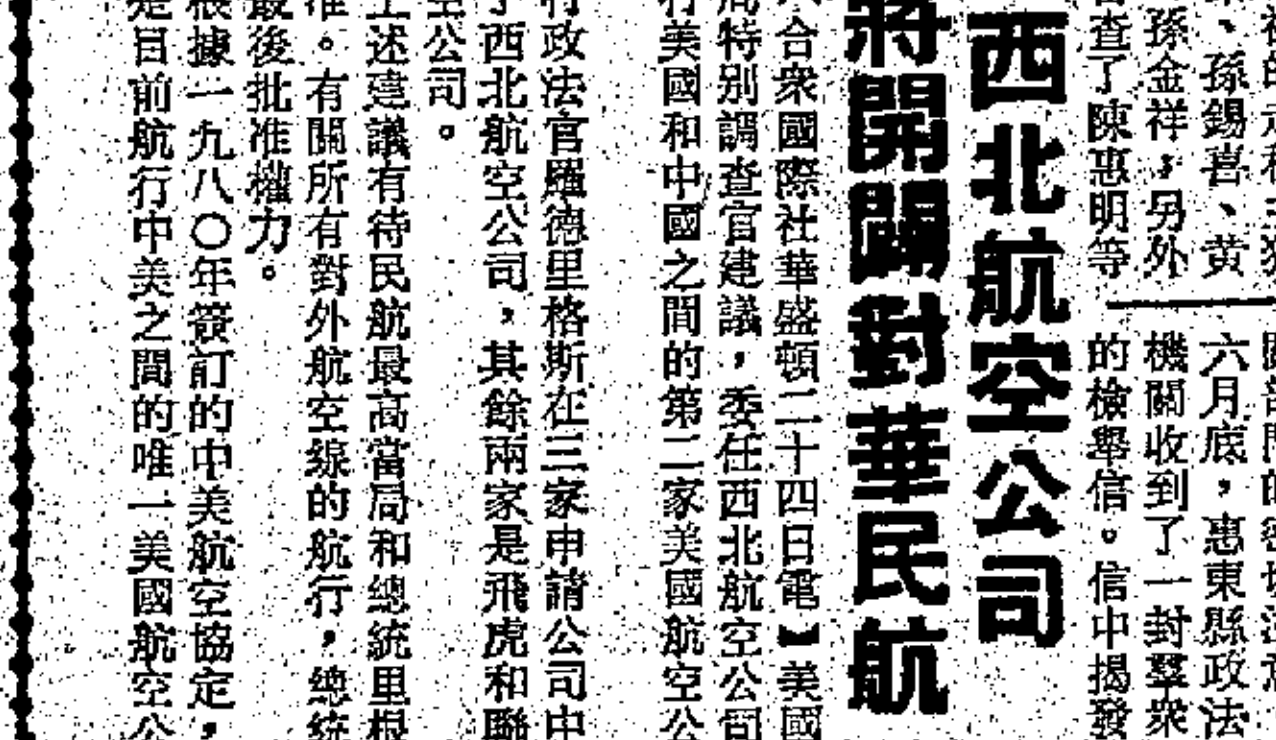 孫錫喜、黃
孫金祥，另外
查了陳惠明等
六月底，惠東縣政法
機關收到了一封羣衆
的檢舉信。信中揭發
西北航空公司
將開闢對華民航
合衆國際社華盛頓二十四日電】美國
特別調查官建議，委任西北航空公司
行美國和中國之間的第二家美國航空公
行政法官羅德里格斯在三家申請公司中
了西北航空公司，其餘兩家是飛虎和聯
空公司。
上述建議有待民航最高當局和總統里根
准。有關所有對外航空線的航行，總統
最後批准權力。
根據一九八〇年簽訂的中美航空協定，
是目前航行中美之間的唯一美國航空公